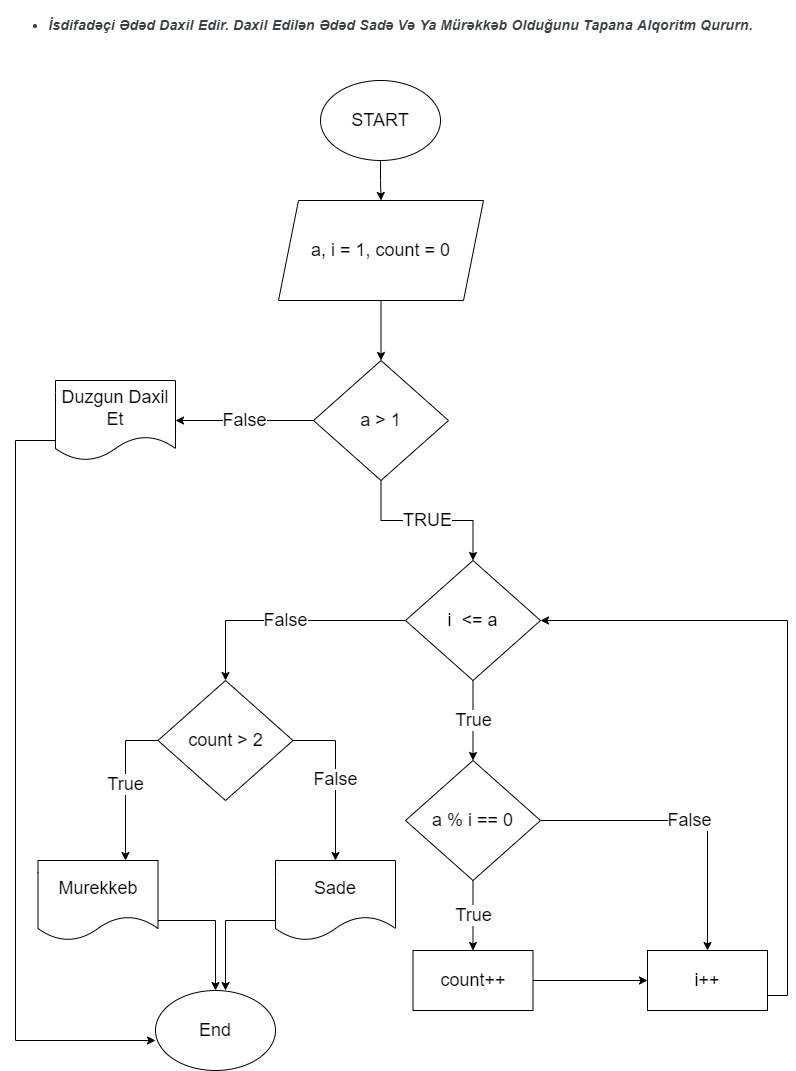 İsdifadəçi Ədəd Daxil Edir. Daxil Edilən Ədəd Sadə Və Ya Mürəkkəb Olduğunu Tapana Alqoritm Qururn.
START
a, i = 1, count = 0
Duzgun Daxil
Et
False
a > 1
TRUE
False
i <= a
count > 2
True
True
False
a % i == 0
False
Murekkeb
Sade
True
count++
i++
End